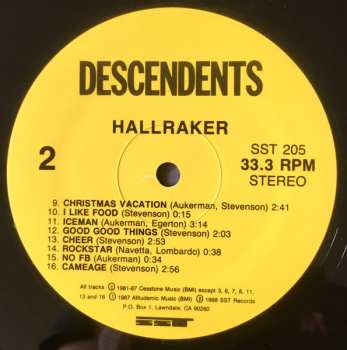 DESCENDENTS
HALLRAKER
2
SST 205
33.3 RPM
STEREO
9. CHRISTMAS VACATION (Aukerman, Stevenson) 2:41
10. I LIKE FOOD (Stevenson) 0:15
11. ICEMAN (Aukerman, Egerton) 3:14
12. GOOD GOOD THINGS (Stevenson) 2:03
13. CHEER (Stevenson) 2:53
14. ROCKSTAR (Navetta, Lombardo) 0:38
15. NO FB (Aukerman) 0:34
16. CAMEAGE (Stevenson) 2:56
All tracks Ⓒ 1981-87 Cesstone Music (BMI) except 3, 6, 7, 8, 11,
13 and 16) Ⓒ 1987 Alltudemic Music (BMI) Ⓟ 1988 SST Records
P.O. Box 1, Lawndale, CA 90260